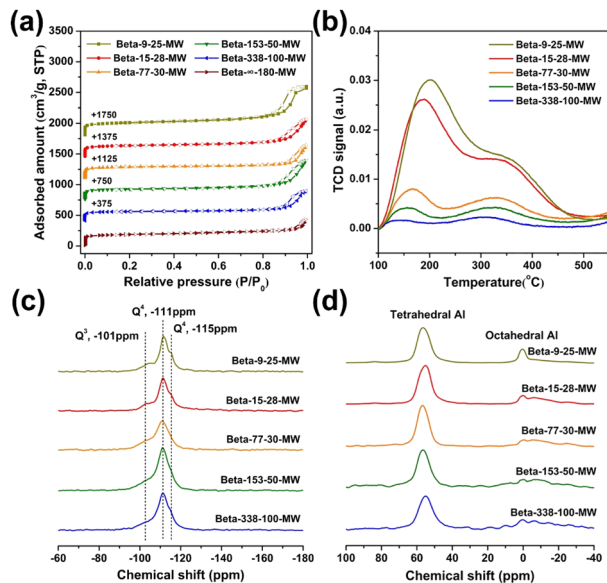 (a)
Beta-9-25-MW
Beta-153-50-MW
Beta-15-28-MW
Beta-338-100-MW
Beta-77-30-MW
Beta-∞-180-MW
+1750
+1375
+1125
+750
+375
Adsorbed amount (cm³/g, STP)
3500
3000
2500
2000
1500
1000
500
0
0.0 0.2 0.4 0.6 0.8 1.0
Relative pressure (P/P₀)
(b)
Beta-9-25-MW
Beta-15-28-MW
Beta-77-30-MW
Beta-153-50-MW
Beta-338-100-MW
TCD signal (a.u.)
0.04
0.03
0.02
0.01
0.00
100 200 300 400 500
Temperature(°C)
(c)
Q⁴, -111ppm
Q³, -101ppm
Q⁴, -115ppm
Beta-9-25-MW
Beta-15-28-MW
Beta-77-30-MW
Beta-153-50-MW
Beta-338-100-MW
-60 -80 -100 -120 -140 -160 -180
Chemical shift (ppm)
(d)
Tetrahedral Al
Octahedral Al
Beta-9-25-MW
Beta-15-28-MW
Beta-77-30-MW
Beta-153-50-MW
Beta-338-100-MW
100 80 60 40 20 0 -20 -40
Chemical shift (ppm)